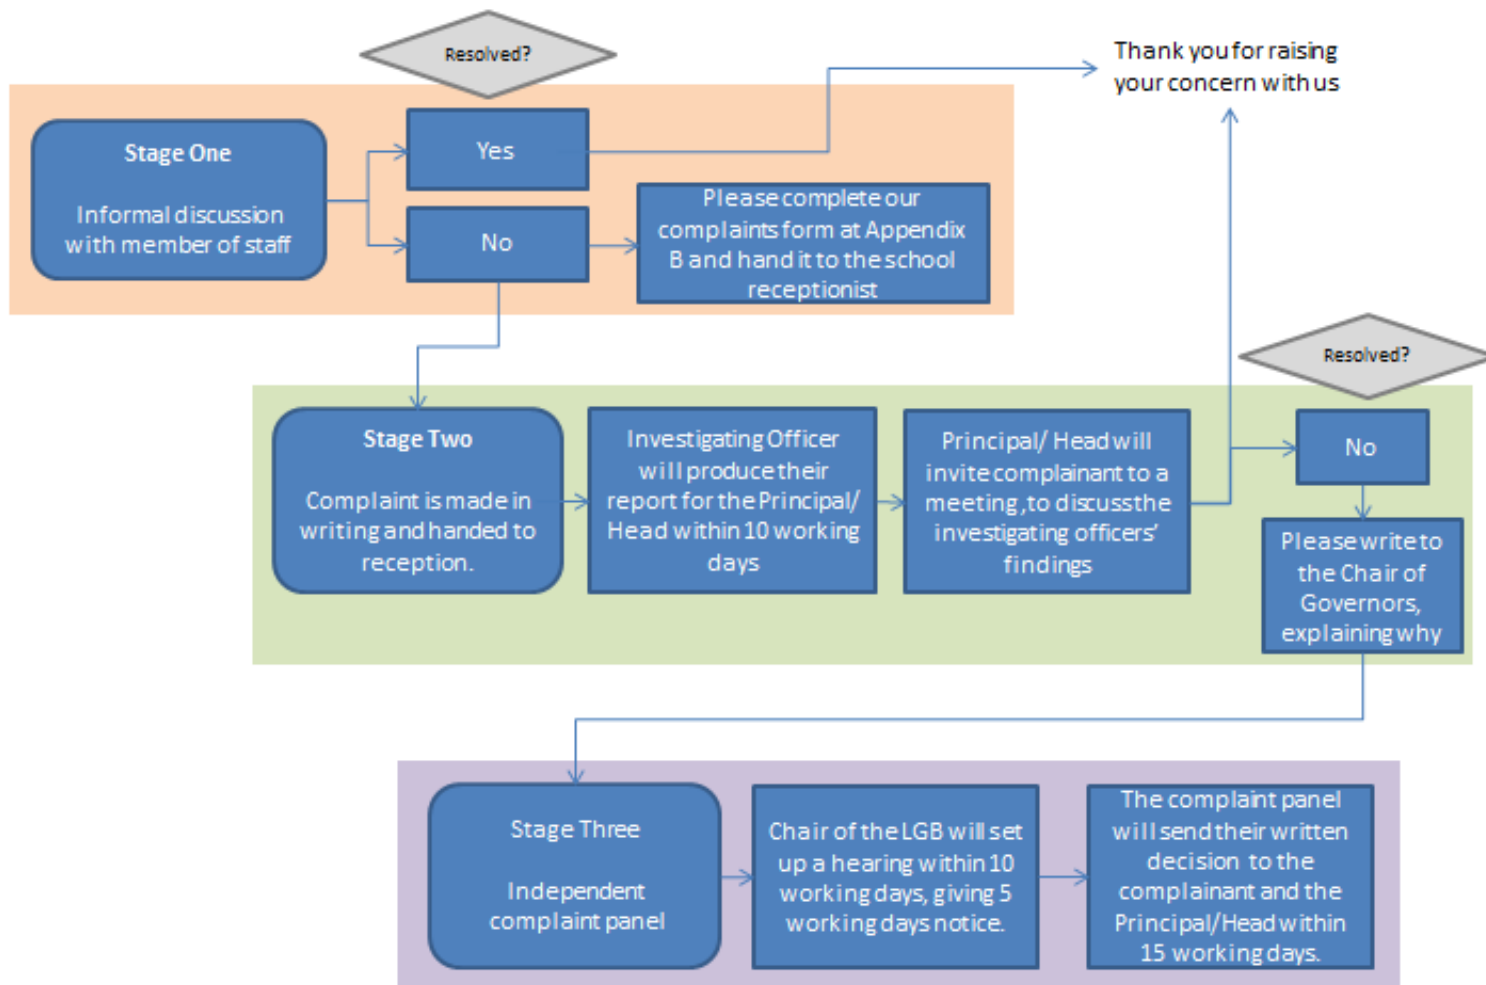 Resolved?
Thank you for raising
your concern with us
Stage One
Informal discussion
with member of staff
Yes
No
Please complete our
complaints form at Appendix
B and hand it to the school
receptionist
Resolved?
Stage Two
Complaint is made in
writing and handed to
reception.
Investigating Officer
will produce their
report for the Principal/
Head within 10 working
days
Principal/ Head will
invite complainant to a
meeting ,to discuss the
investigating officers’
findings
No
Please write to
the Chair of
Governors,
explaining why
Stage Three
Independent
complaint panel
Chair of the LGB will set
up a hearing within 10
working days, giving 5
working days notice.
The complaint panel
will send their written
decision to the
complainant and the
Principal/Head within
15 working days.